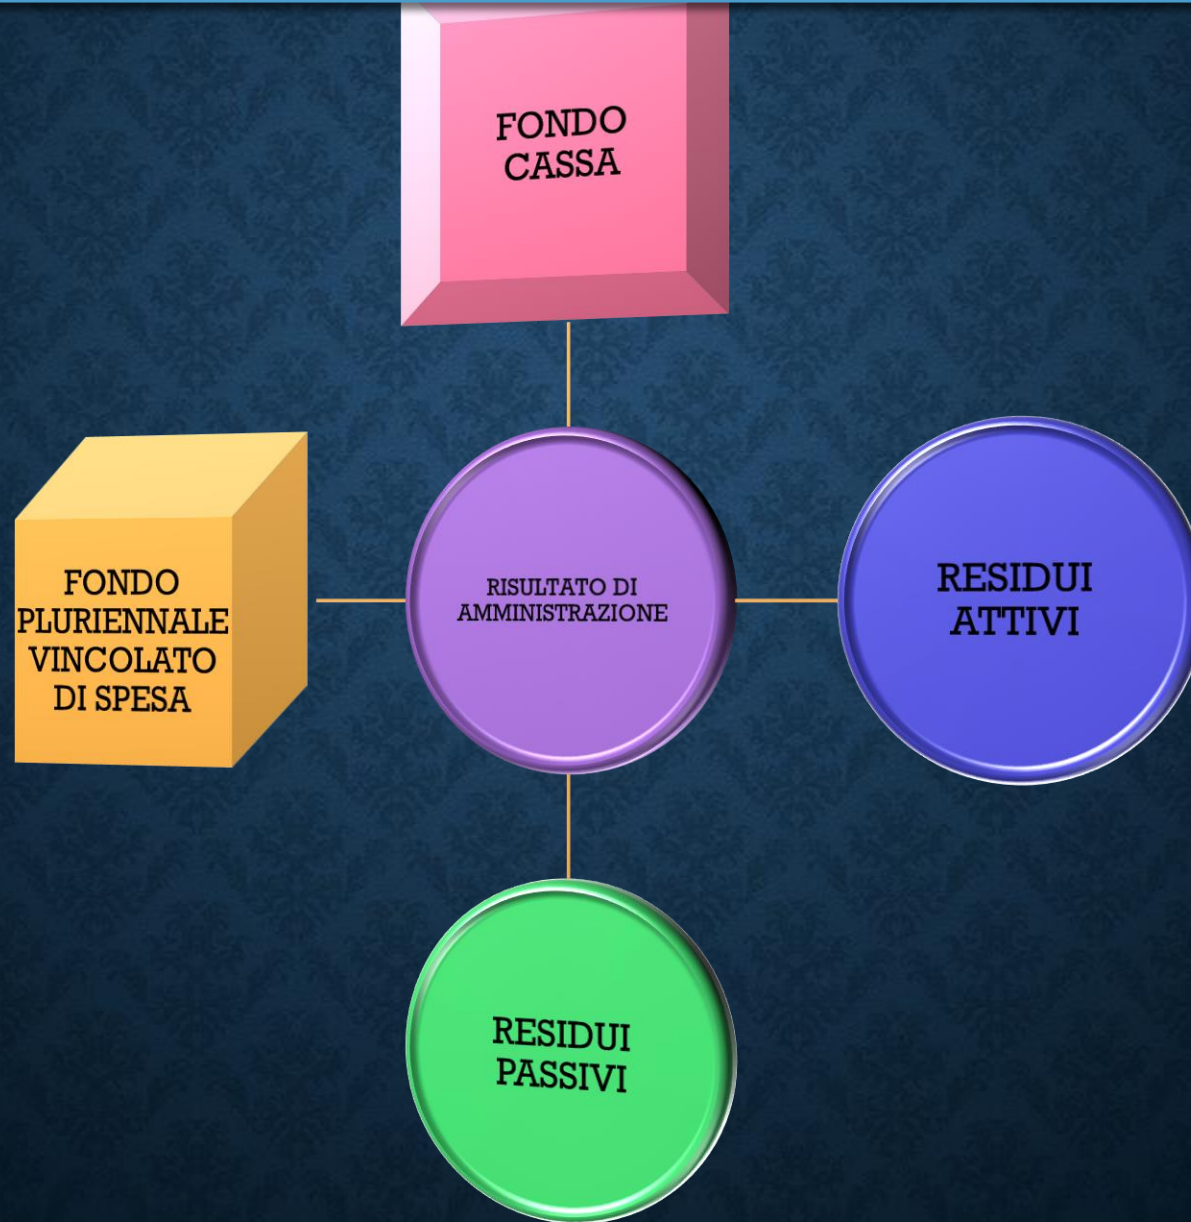 FONDO
CASSA
FONDO
PLURIENNALE
VINCOLATO
DI SPESA
RISULTATO DI
AMMINISTRAZIONE
RESIDUI
ATTIVI
RESIDUI
PASSIVI